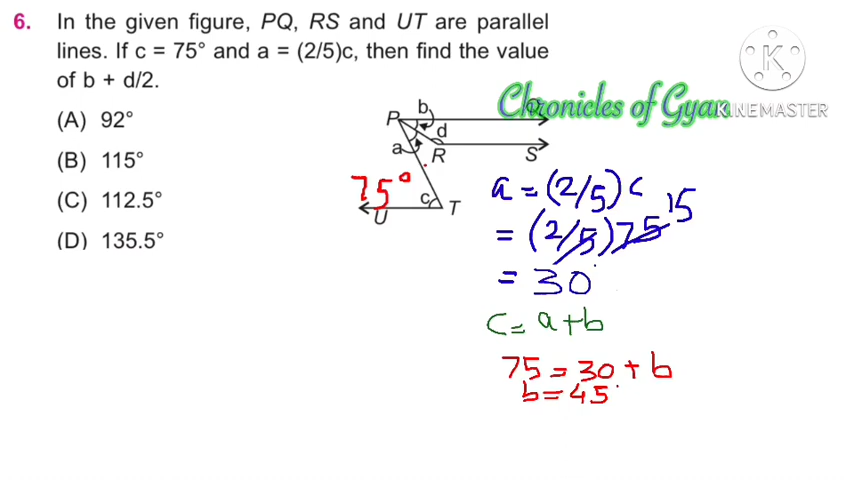 6. In the given figure, PQ, RS and UT are parallel
lines. If c = 75° and a = (2/5)c, then find the value
of b + d/2.
(A) 92°
(B) 115°
(C) 112.5°
(D) 135.5°
b
P
Q
d
a
R
S
75°
c
U
T
Chronicles of Gyan
K
KINEMASTER
a = (2/5) c
= (2/5) 75 15
= 30
c = a + b
75 = 30 + b
b = 45